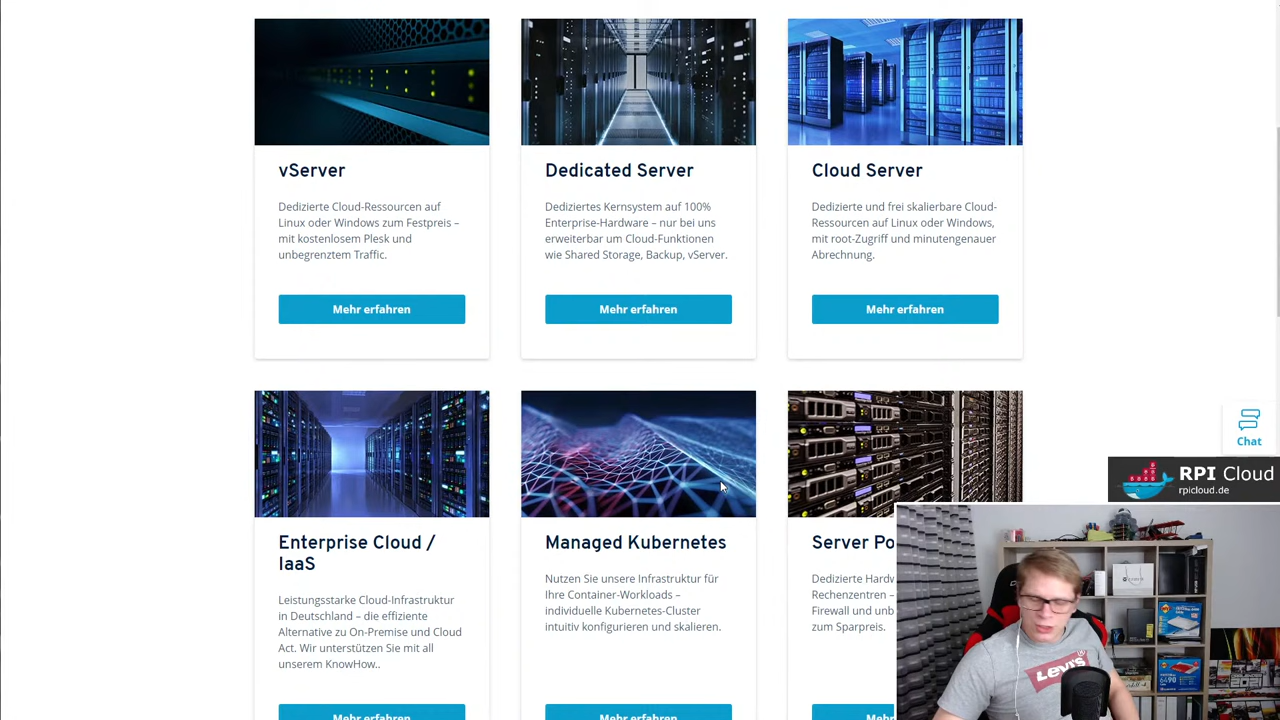 vServer
Dedizierte Cloud-Ressourcen auf
Linux oder Windows zum Festpreis –
mit kostenlosem Plesk und
unbegrenztem Traffic.
Mehr erfahren
Dedicated Server
Dediziertes Kernsystem auf 100%
Enterprise-Hardware – nur bei uns
erweiterbar um Cloud-Funktionen
wie Shared Storage, Backup, vServer.
Mehr erfahren
Cloud Server
Dedizierte und frei skalierbare Cloud-
Ressourcen auf Linux oder Windows,
mit root-Zugriff und minutengenauer
Abrechnung.
Mehr erfahren
Enterprise Cloud /
IaaS
Leistungsstarke Cloud-Infrastruktur
in Deutschland – die effiziente
Alternative zu On-Premise und Cloud
Act. Wir unterstützen Sie mit all
unserem KnowHow..
Mehr erfahren
Managed Kubernetes
Nutzen Sie unsere Infrastruktur für
Ihre Container-Workloads –
individuelle Kubernetes-Cluster
intuitiv konfigurieren und skalieren.
Mehr erfahren
Server Po
Dedizierte Hardw
Rechenzentren –
Firewall und unb
zum Sparpreis.
Mehr
Chat
RPI Cloud
rpicloud.de
LEVI'S